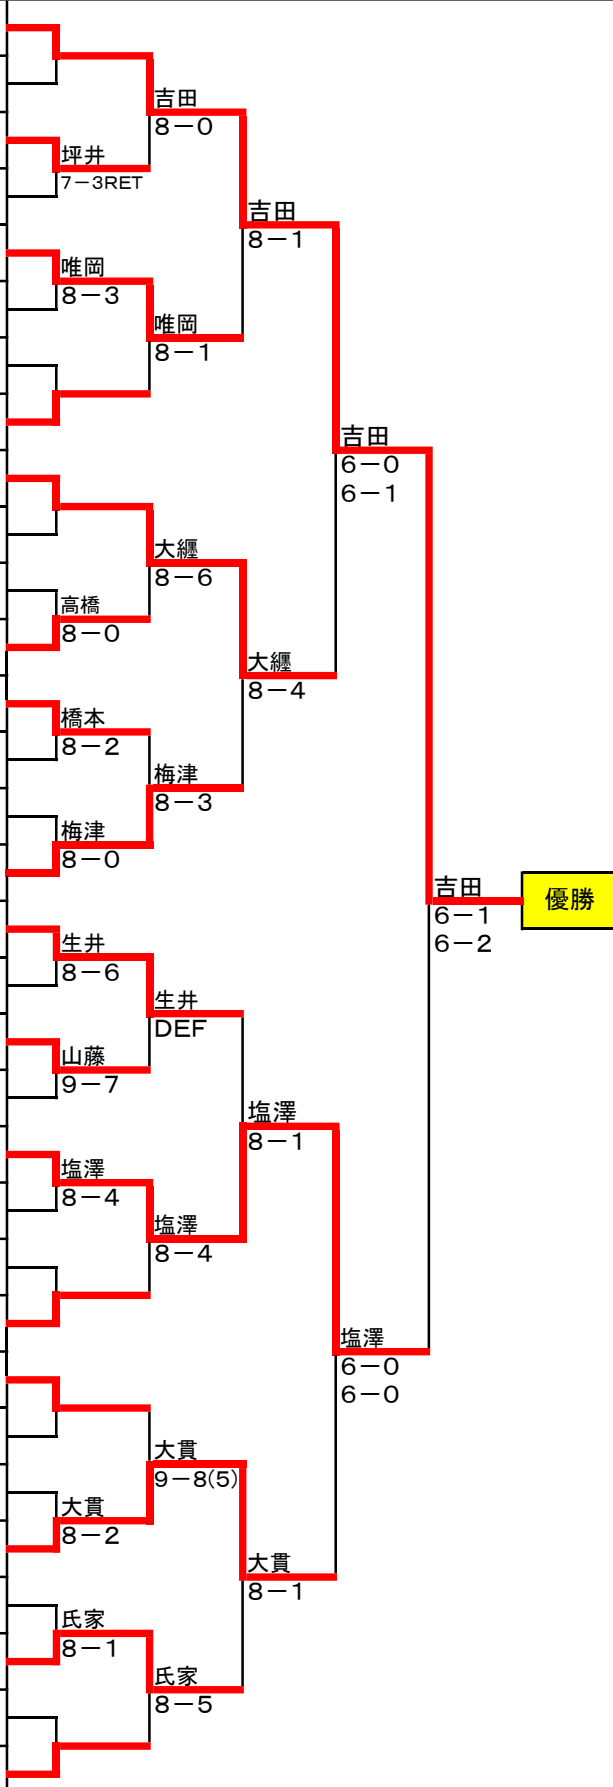 吉田
8－0
坪井
7－3RET
吉田
8－1
唯岡
8－3
唯岡
8－1
吉田
6－0
6－1
大纒
8－6
高橋
8－0
大纒
8－4
橋本
8－2
梅津
8－3
梅津
8－0
吉田
6－1
6－2
優勝
生井
8－6
生井
DEF
山藤
9－7
塩澤
8－1
塩澤
8－4
塩澤
8－4
塩澤
6－0
6－0
大貫
9－8(5)
大貫
8－2
大貫
8－1
氏家
8－1
氏家
8－5